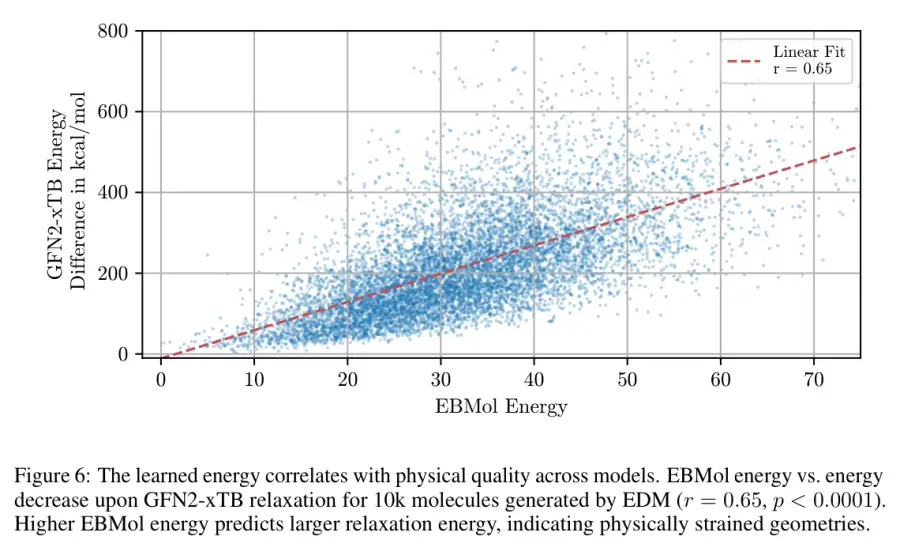 800
600
400
200
0
GFN2-xTB Energy
Difference in kcal/mol
Linear Fit
r = 0.65
0 10 20 30 40 50 60 70
EBMol Energy
Figure 6: The learned energy correlates with physical quality across models. EBMol energy vs. energy
decrease upon GFN2-xTB relaxation for 10k molecules generated by EDM (r = 0.65, p < 0.0001).
Higher EBMol energy predicts larger relaxation energy, indicating physically strained geometries.